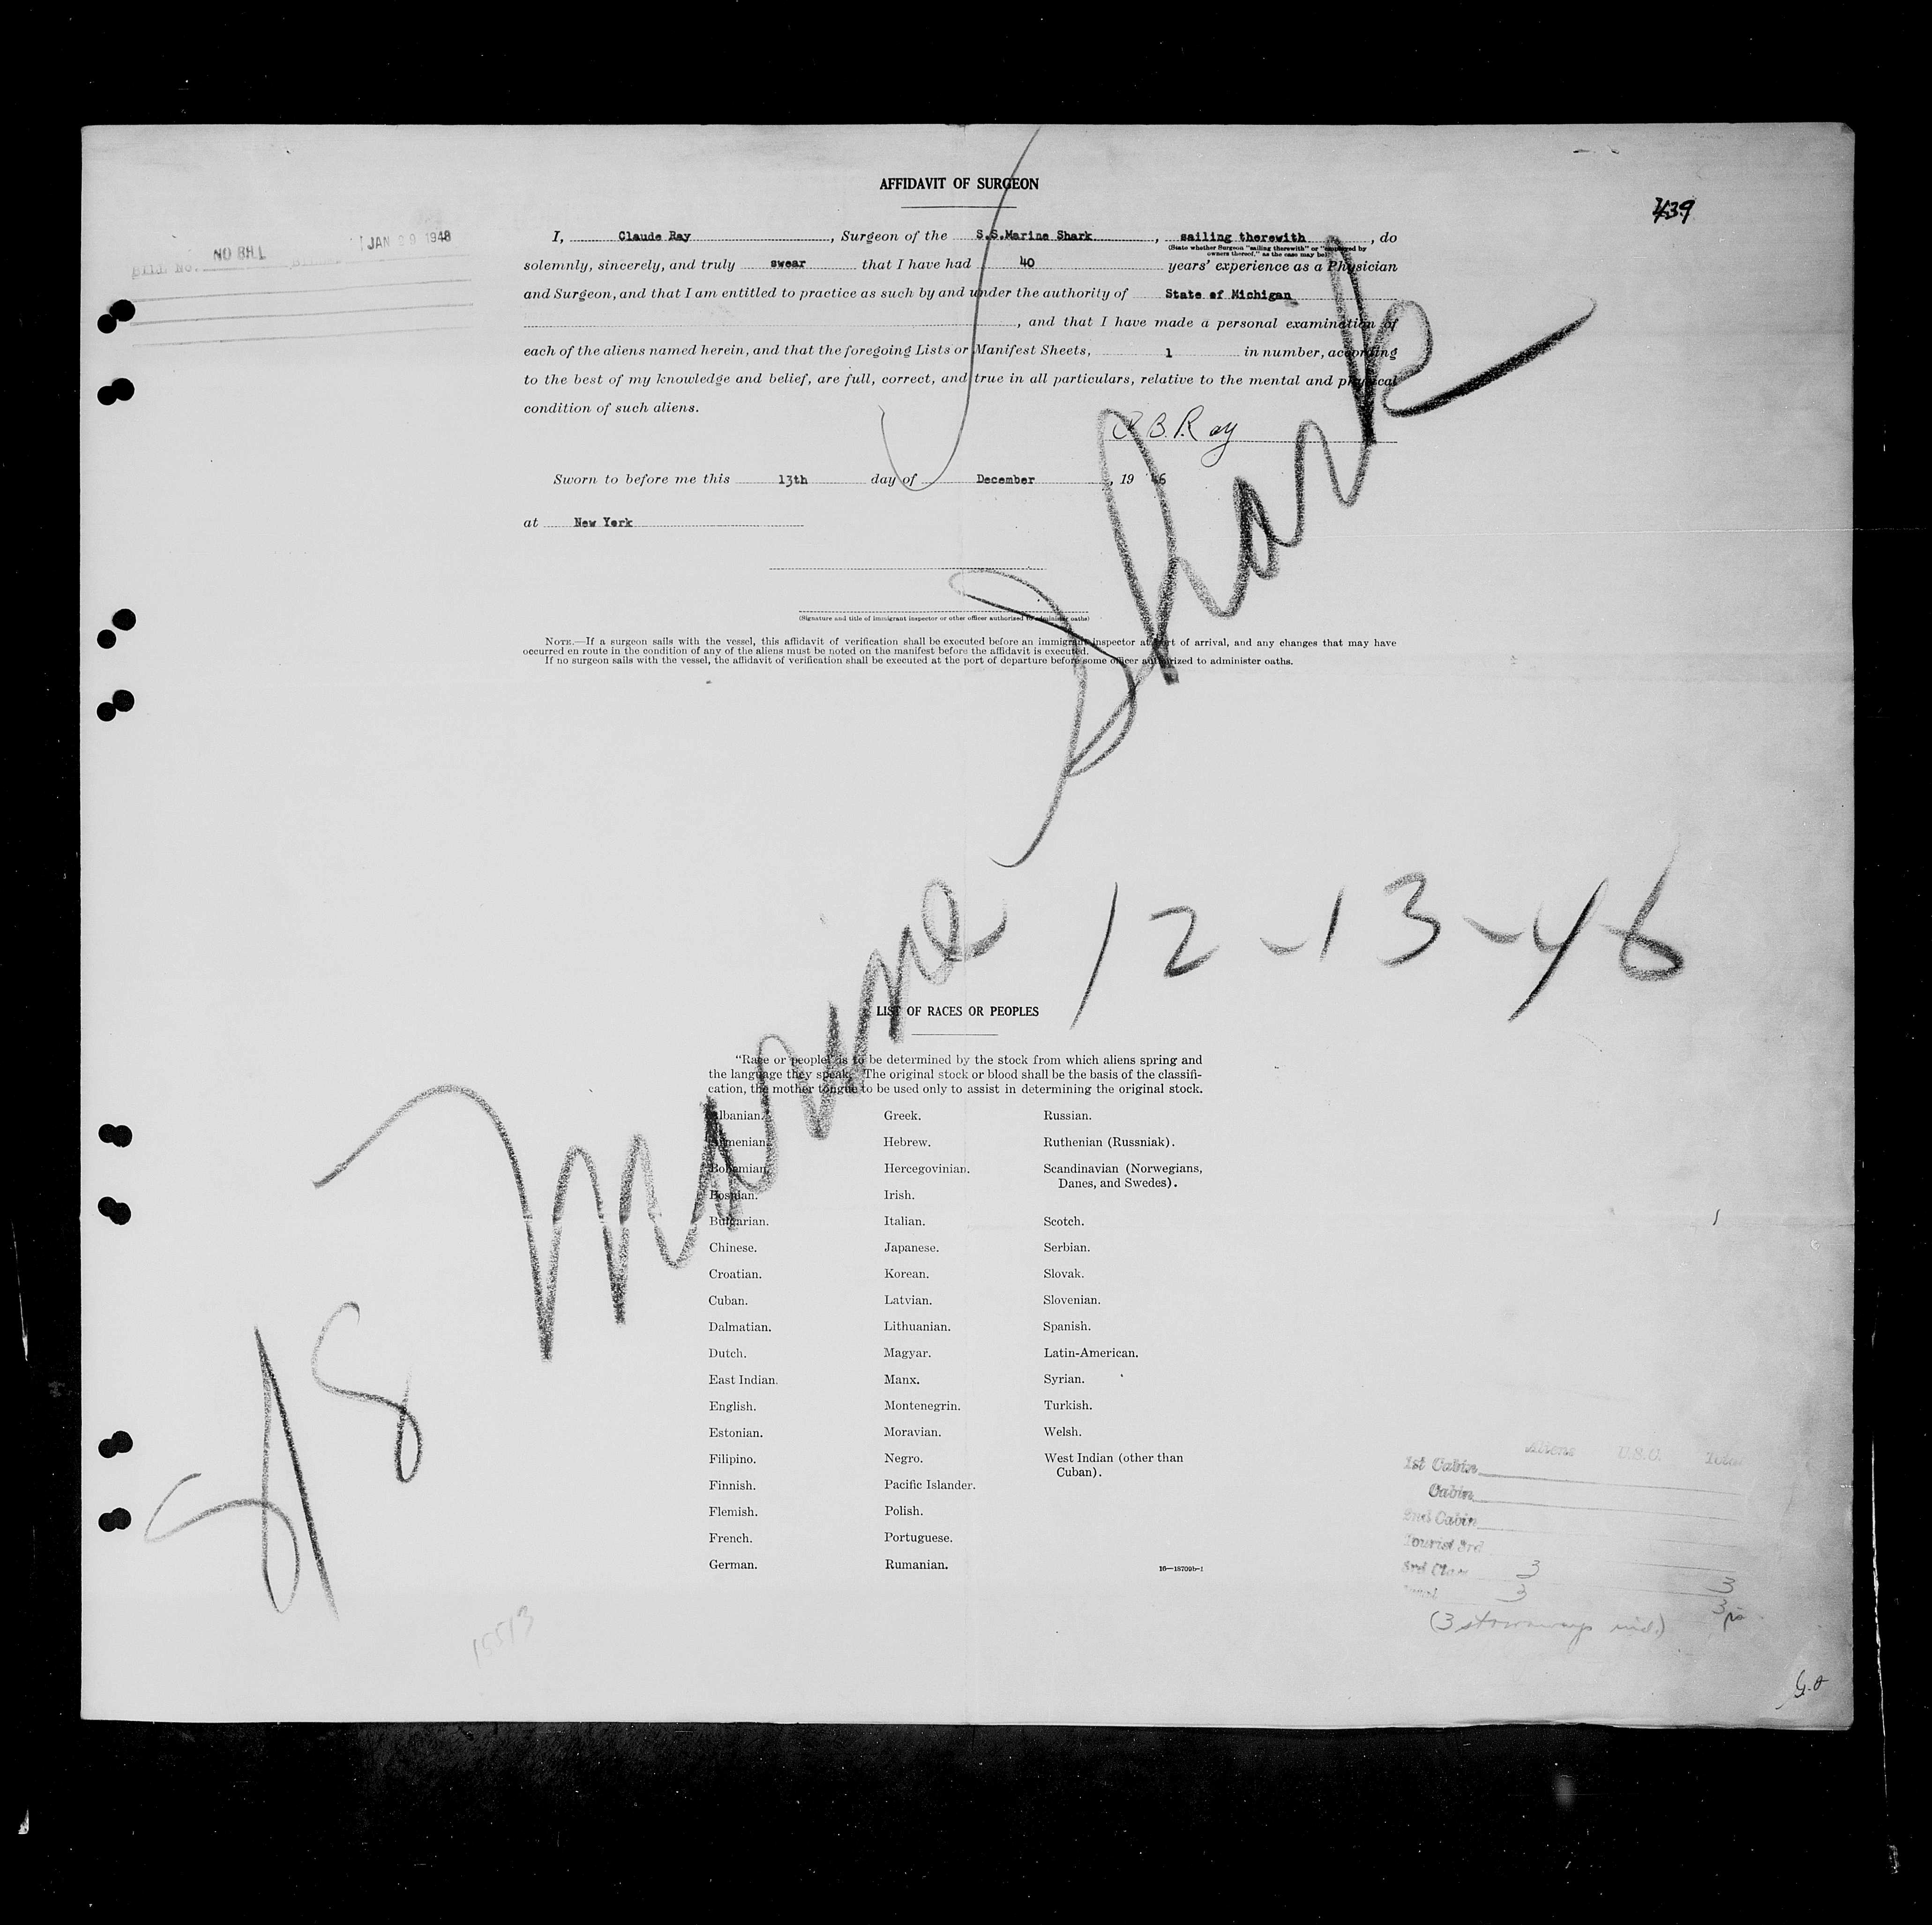 AFFIDAVIT OF SURGEON
439
NO BILL
JAN 29 1948
BILL No.
I, Claude Ray, Surgeon of the S.S.Marine Shark, sailing therewith, do
(State whether Surgeon "sailing therewith" or "employed by
owners thereof," as the case may be)
solemnly, sincerely, and truly swear that I have had 40 years' experience as a Physician
and Surgeon, and that I am entitled to practice as such by and under the authority of State of Michigan
, and that I have made a personal examination of
each of the aliens named herein, and that the foregoing Lists or Manifest Sheets, 1 in number, according
to the best of my knowledge and belief, are full, correct, and true in all particulars, relative to the mental and physical
condition of such aliens.
B. Ray
Sworn to before me this 13th day of December, 19 46
at New York
(Signature and title of immigrant inspector or other officer authorized to administer oaths)
NOTE.—If a surgeon sails with the vessel, this affidavit of verification shall be executed before an immigrant inspector at port of arrival, and any changes that may have
occurred en route in the condition of any of the aliens must be noted on the manifest before the affidavit is executed.
If no surgeon sails with the vessel, the affidavit of verification shall be executed at the port of departure before some officer authorized to administer oaths.
Marine Shark
12-13-46
LIST OF RACES OR PEOPLES
"Race or people" is to be determined by the stock from which aliens spring and
the language they speak. The original stock or blood shall be the basis of the classifi-
cation, the mother tongue to be used only to assist in determining the original stock.
Albanian.
Armenian.
Bohemian.
Bosnian.
Bulgarian.
Chinese.
Croatian.
Cuban.
Dalmatian.
Dutch.
East Indian.
English.
Estonian.
Filipino.
Finnish.
Flemish.
French.
German.
Greek.
Hebrew.
Hercegovinian.
Irish.
Italian.
Japanese.
Korean.
Latvian.
Lithuanian.
Magyar.
Manx.
Montenegrin.
Moravian.
Negro.
Pacific Islander.
Polish.
Portuguese.
Rumanian.
Russian.
Ruthenian (Russniak).
Scandinavian (Norwegians,
Danes, and Swedes).
Scotch.
Serbian.
Slovak.
Slovenian.
Spanish.
Latin-American.
Syrian.
Turkish.
Welsh.
West Indian (other than
Cuban).
16—18709b-1
Aliens U.S.C. Total
1st Cabin
Cabin
2nd Cabin
Tourist 3rd
3rd Class 3 3
Total 3 3
(3 stowaways incl.)
15513